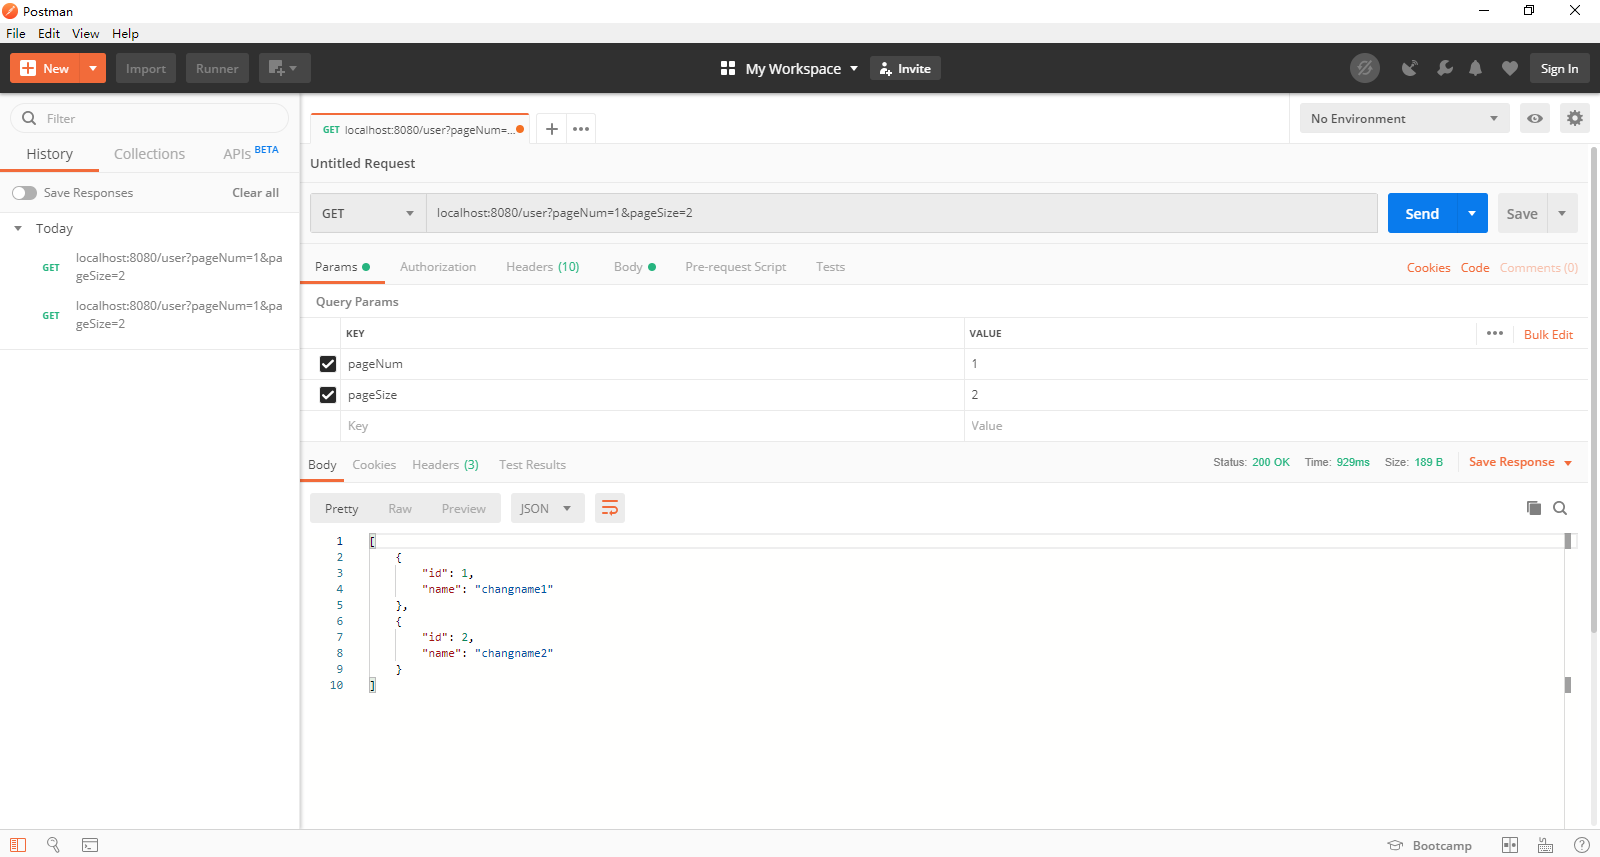 Postman
File Edit View Help
New Import Runner My Workspace Invite Sign In
Filter
History Collections APIs BETA
Save Responses Clear all
Today
GET localhost:8080/user?pageNum=1&pa
geSize=2
GET localhost:8080/user?pageNum=1&pa
geSize=2
GET localhost:8080/user?pageNum=...
No Environment
Untitled Request
GET localhost:8080/user?pageNum=1&pageSize=2 Send Save
Params Authorization Headers (10) Body Pre-request Script Tests Cookies Code Comments (0)
Query Params
KEY VALUE Bulk Edit
pageNum 1
pageSize 2
Key Value
Body Cookies Headers (3) Test Results Status: 200 OK Time: 929ms Size: 189 B Save Response
Pretty Raw Preview JSON
1 [
2 {
3 "id": 1,
4 "name": "changname1"
5 },
6 {
7 "id": 2,
8 "name": "changname2"
9 }
10 ]
Bootcamp